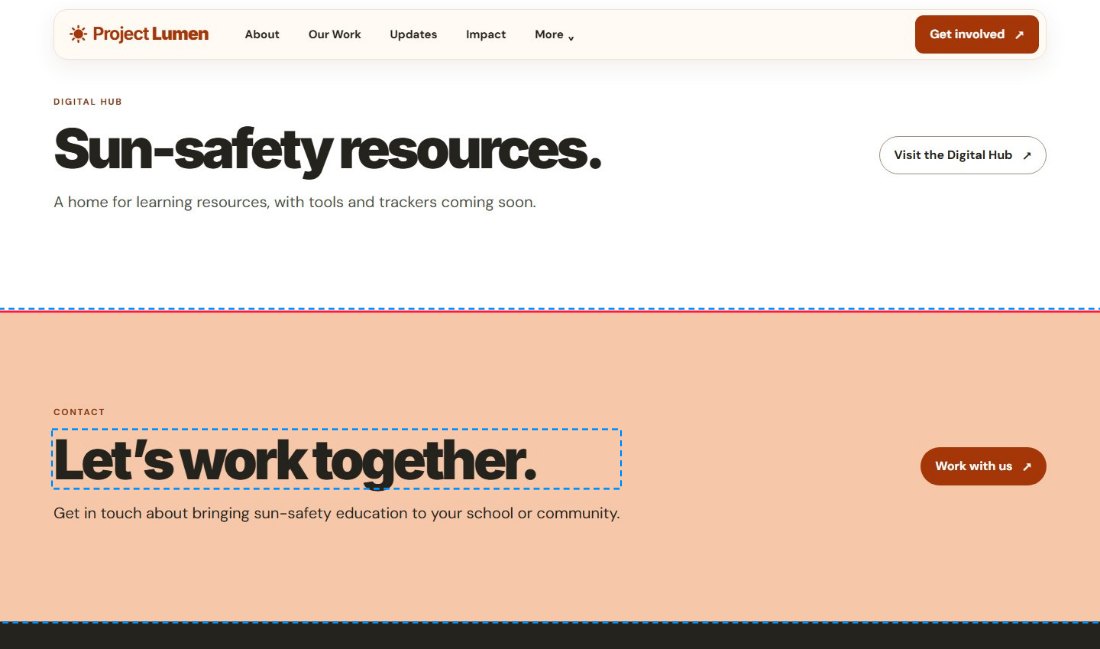 Project Lumen
About
Our Work
Updates
Impact
More
Get involved ↗
DIGITAL HUB
Sun-safety resources.
Visit the Digital Hub ↗
A home for learning resources, with tools and trackers coming soon.
CONTACT
Let’s work together.
Work with us ↗
Get in touch about bringing sun-safety education to your school or community.